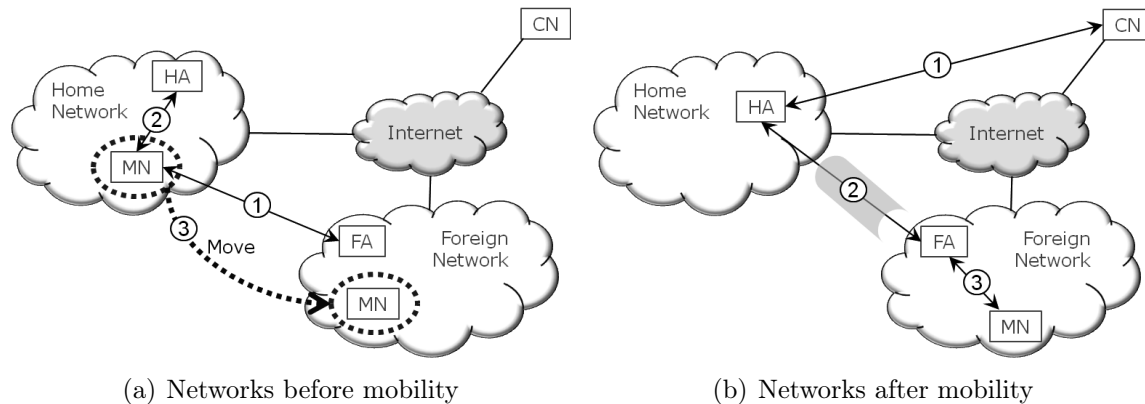 CN
HA
Home
Network
2
Internet
MN
1
3
Move
FA
Foreign
Network
MN
(a) Networks before mobility
CN
1
Home
Network
HA
Internet
2
FA
Foreign
Network
3
MN
(b) Networks after mobility